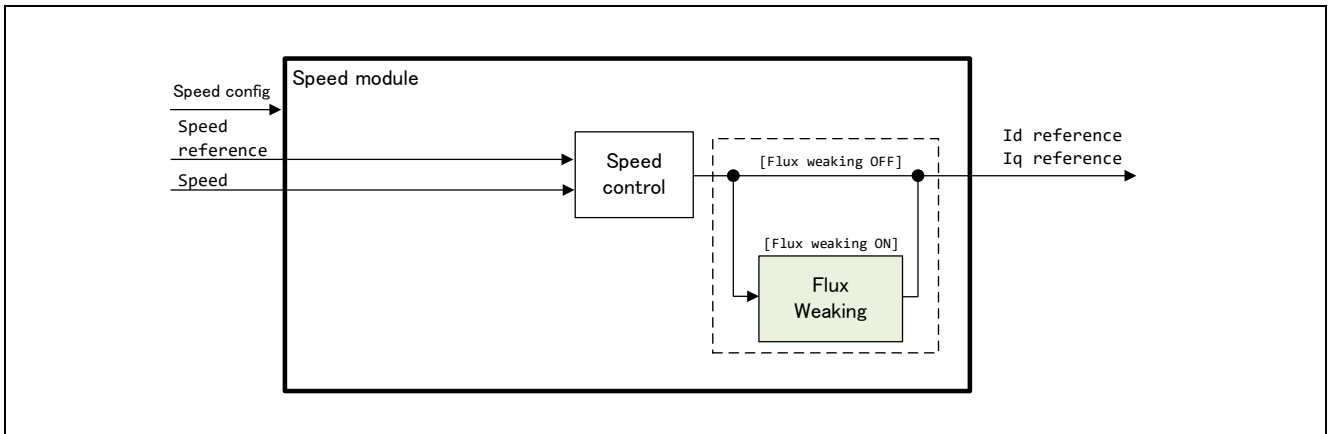 Speed module
Speed config
Speed
reference
Speed
Speed
control
[Flux weaking OFF]
[Flux weaking ON]
Flux
Weaking
Id reference
Iq reference